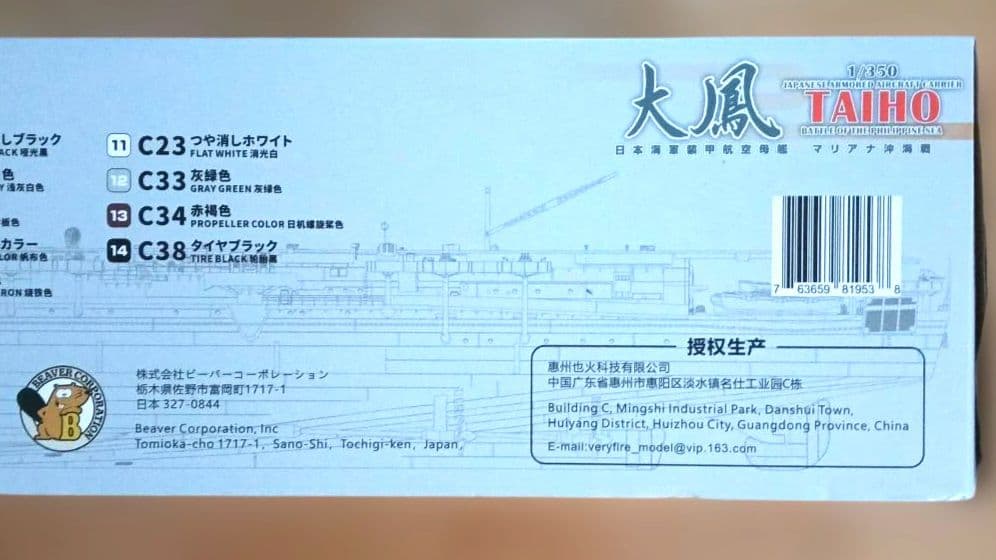 大鳳
日本海軍装甲航空母艦
1/350
JAPANESE ARMORED AIRCRAFT CARRIER
TAIHO
BATTLE OF THE PHILIPPINE SEA
マリアナ沖海戦
しブラック
ACK 哑光黑
色
Y 浅灰白色
板色
カラー
LOR 帆布色
IRON 烧铁色
11 C23 つや消しホワイト
FLAT WHITE 消光白
12 C33 灰緑色
GRAY GREEN 灰绿色
13 C34 赤褐色
PROPELLER COLOR 日机螺旋桨色
14 C38 タイヤブラック
TIRE BLACK 轮胎黑
7 63659 81953 8
BEAVER CORPORATION
B
株式会社ビーバーコーポレーション
栃木県佐野市富岡町1717-1
日本 327-0844
Beaver Corporation, Inc
Tomioka-cho 1717-1, Sano-Shi, Tochigi-ken, Japan,
授权生产
惠州也火科技有限公司
中国广东省惠州市惠阳区淡水镇名仕工业园C栋
Building C, Mingshi Industrial Park, Danshui Town,
Huiyang District, Huizhou City, Guangdong Province, China
E-mail:veryfire_model@vip.163.com